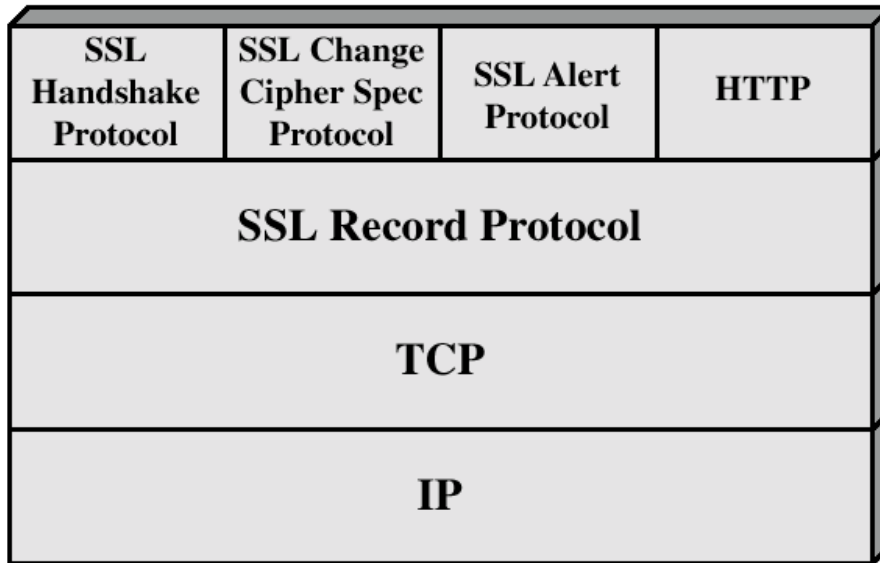 SSL
Handshake
Protocol
SSL Change
Cipher Spec
Protocol
SSL Alert
Protocol
HTTP
SSL Record Protocol
TCP
IP